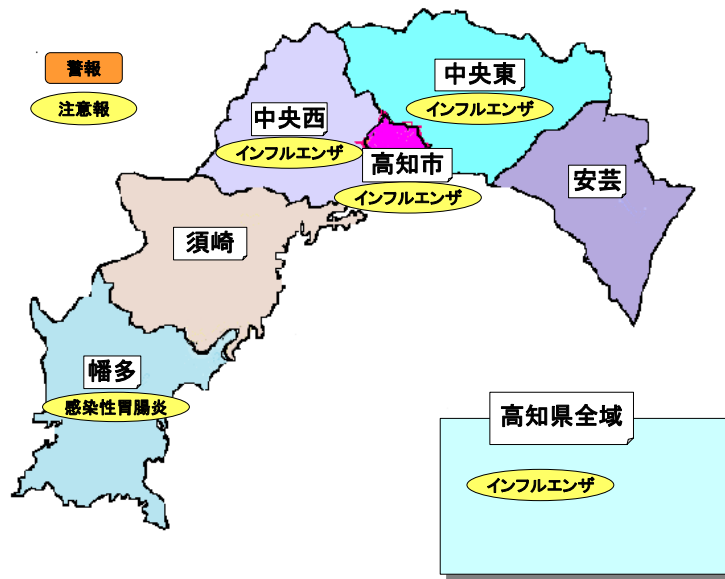 警報
注意報
中央東
インフルエンザ
中央西
インフルエンザ
高知市
インフルエンザ
安芸
須崎
幡多
感染性胃腸炎
高知県全域
インフルエンザ